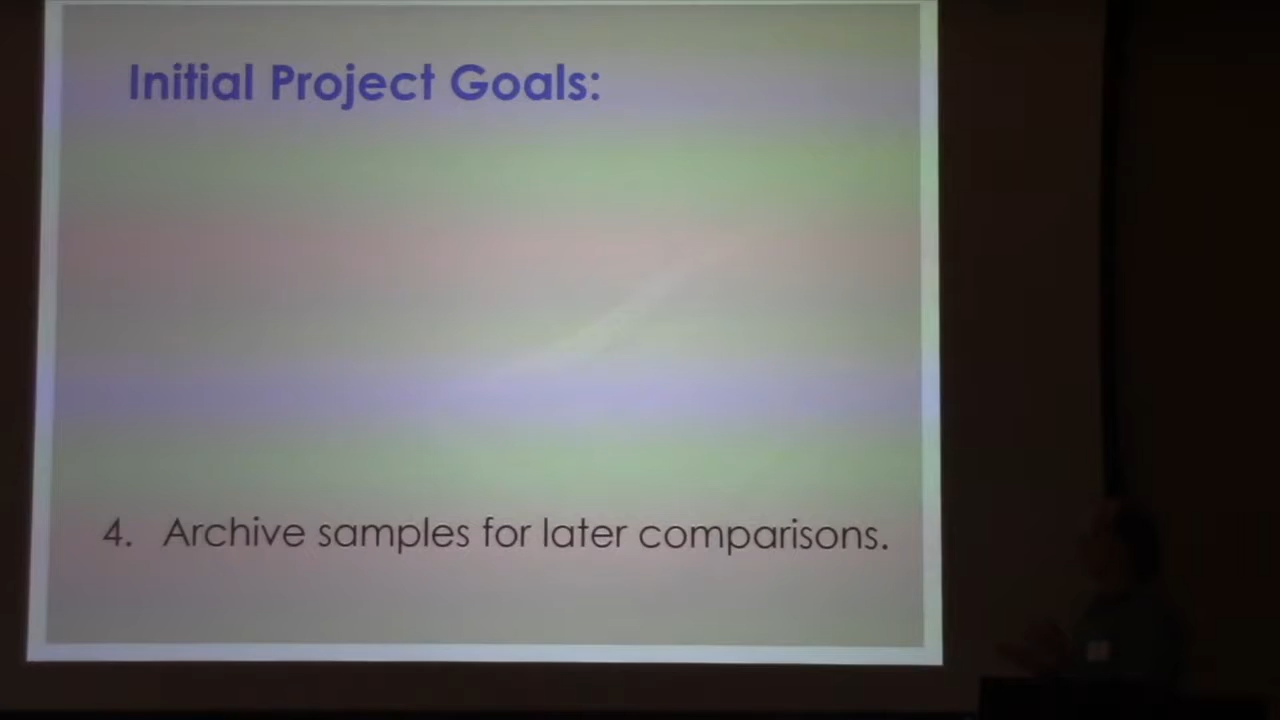 Initial Project Goals:
4. Archive samples for later comparisons.